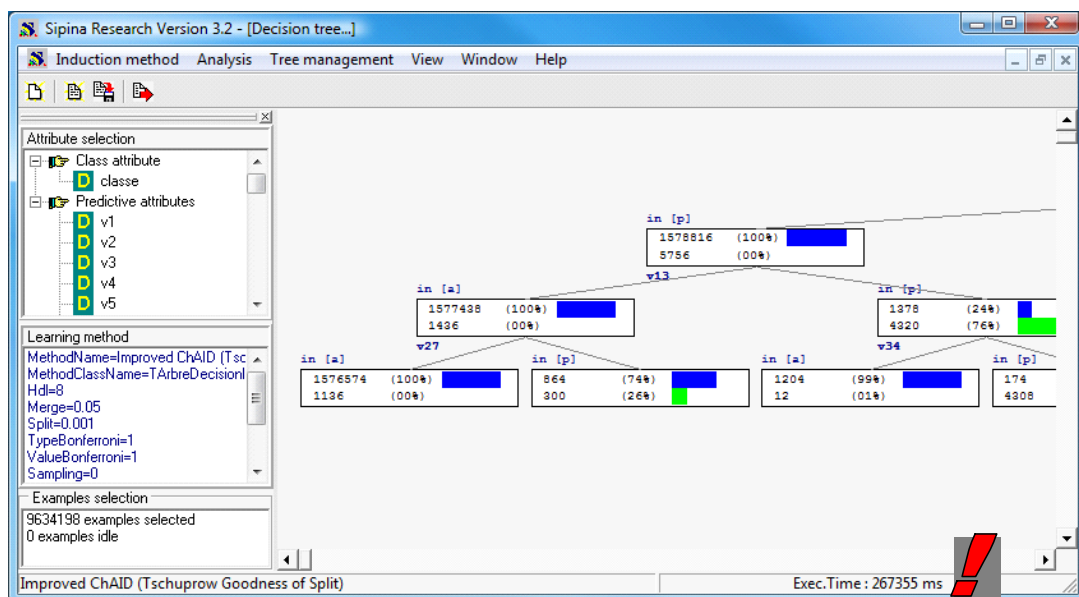 Sipina Research Version 3.2 - [Decision tree...]
Induction method Analysis Tree management View Window Help
Attribute selection
Class attribute
D classe
Predictive attributes
D v1
D v2
D v3
D v4
D v5
Learning method
MethodName=Improved ChAID (Tsc
MethodClassName=TArbreDecisionI
Hdl=8
Merge=0.05
Split=0.001
TypeBonferroni=1
ValueBonferroni=1
Sampling=0
Examples selection
9634198 examples selected
0 examples idle
in [p]
1578816 (100%)
5756 (00%)
v13
in [a]
1577438 (100%)
1436 (00%)
v27
in [p]
1378 (24%)
4320 (76%)
v34
in [a]
1576574 (100%)
1136 (00%)
in [p]
864 (74%)
300 (26%)
in [a]
1204 (99%)
12 (01%)
in [p]
174
4308
Improved ChAID (Tschuprow Goodness of Split)
Exec.Time : 267355 ms
!